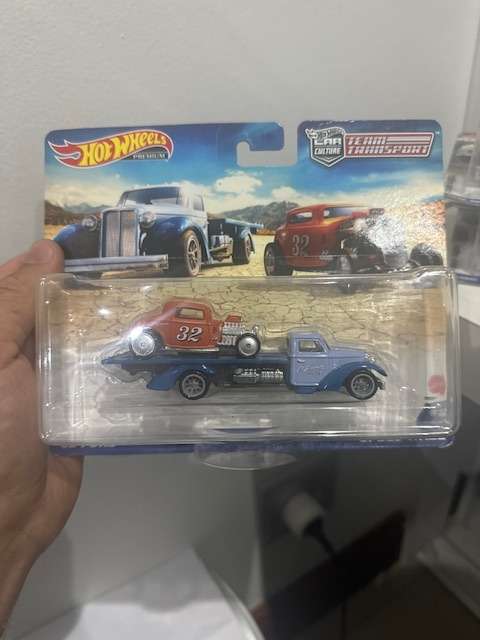 HOT WHEELS
PREMIUM
CAR
CULTURE
TEAM
TRANSPORT
32
32